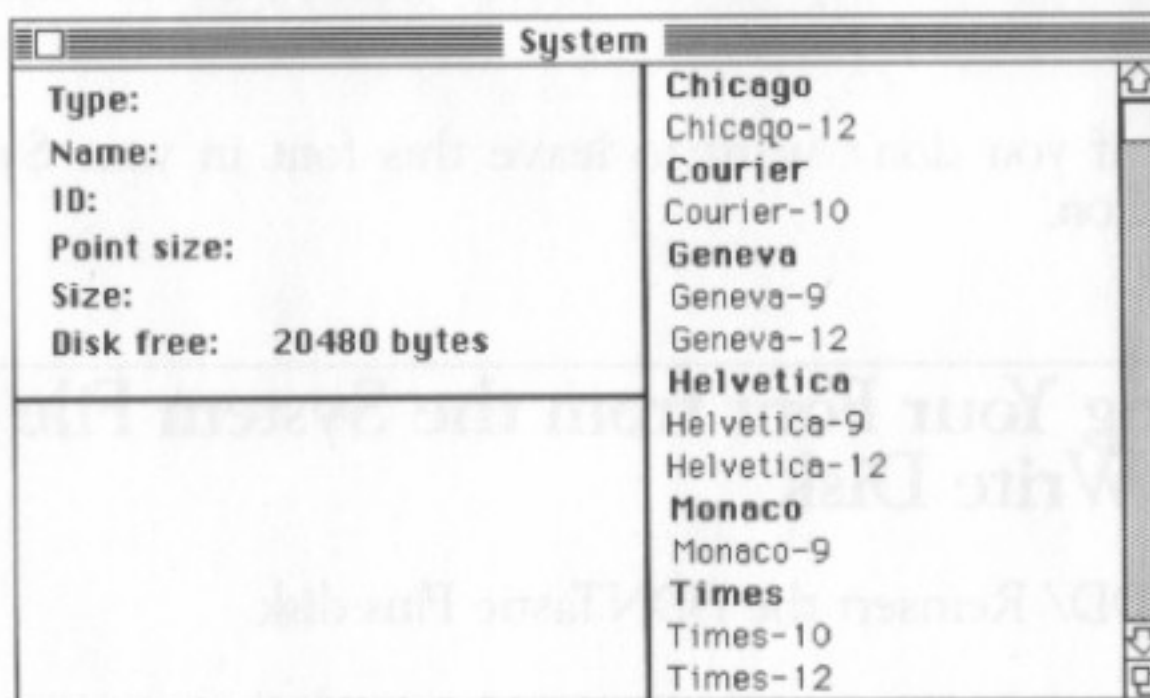 System
Type:
Name:
ID:
Point size:
Size:
Disk free: 20480 bytes
Chicago
Chicago-12
Courier
Courier-10
Geneva
Geneva-9
Geneva-12
Helvetica
Helvetica-9
Helvetica-12
Monaco
Monaco-9
Times
Times-10
Times-12